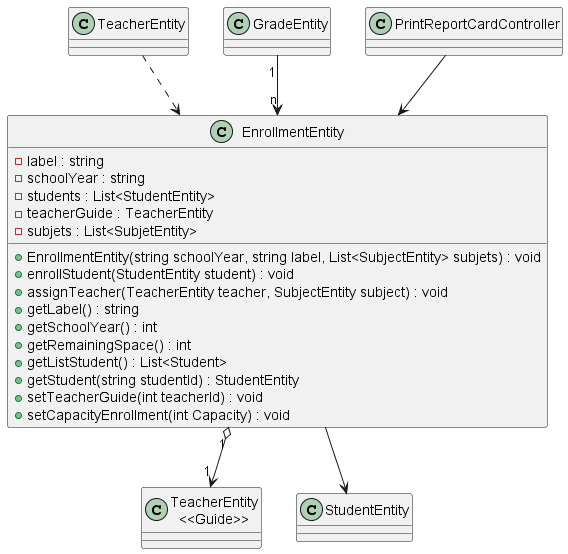 C TeacherEntity
C GradeEntity
C PrintReportCardController
1
n
C EnrollmentEntity
label : string
schoolYear : string
students : List<StudentEntity>
teacherGuide : TeacherEntity
subjets : List<SubjetEntity>
EnrollmentEntity(string schoolYear, string label, List<SubjectEntity> subjets) : void
enrollStudent(StudentEntity student) : void
assignTeacher(TeacherEntity teacher, SubjectEntity subject) : void
getLabel() : string
getSchoolYear() : int
getRemainingSpace() : int
getListStudent() : List<Student>
getStudent(string studentId) : StudentEntity
setTeacherGuide(int teacherId) : void
setCapacityEnrollment(int Capacity) : void
1
1
C TeacherEntity
<<Guide>>
C StudentEntity